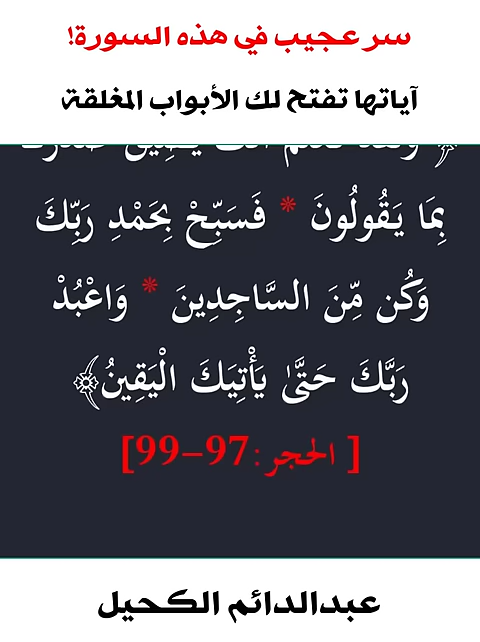 سر عجيب في هذه السورة!
آياتها تفتح لك الأبواب المغلقة
﴿ وَلَقَدْ نَعْلَمُ أَنَّكَ يَضِيقُ صَدْرُكَ
بِمَا يَقُولُونَ * فَسَبِّحْ بِحَمْدِ رَبِّكَ
وَكُن مِّنَ السَّاجِدِينَ * وَاعْبُدْ
رَبَّكَ حَتَّىٰ يَأْتِيَكَ الْيَقِينُ﴾
[ الحجر:97-99]
عبدالدائم الكحيل